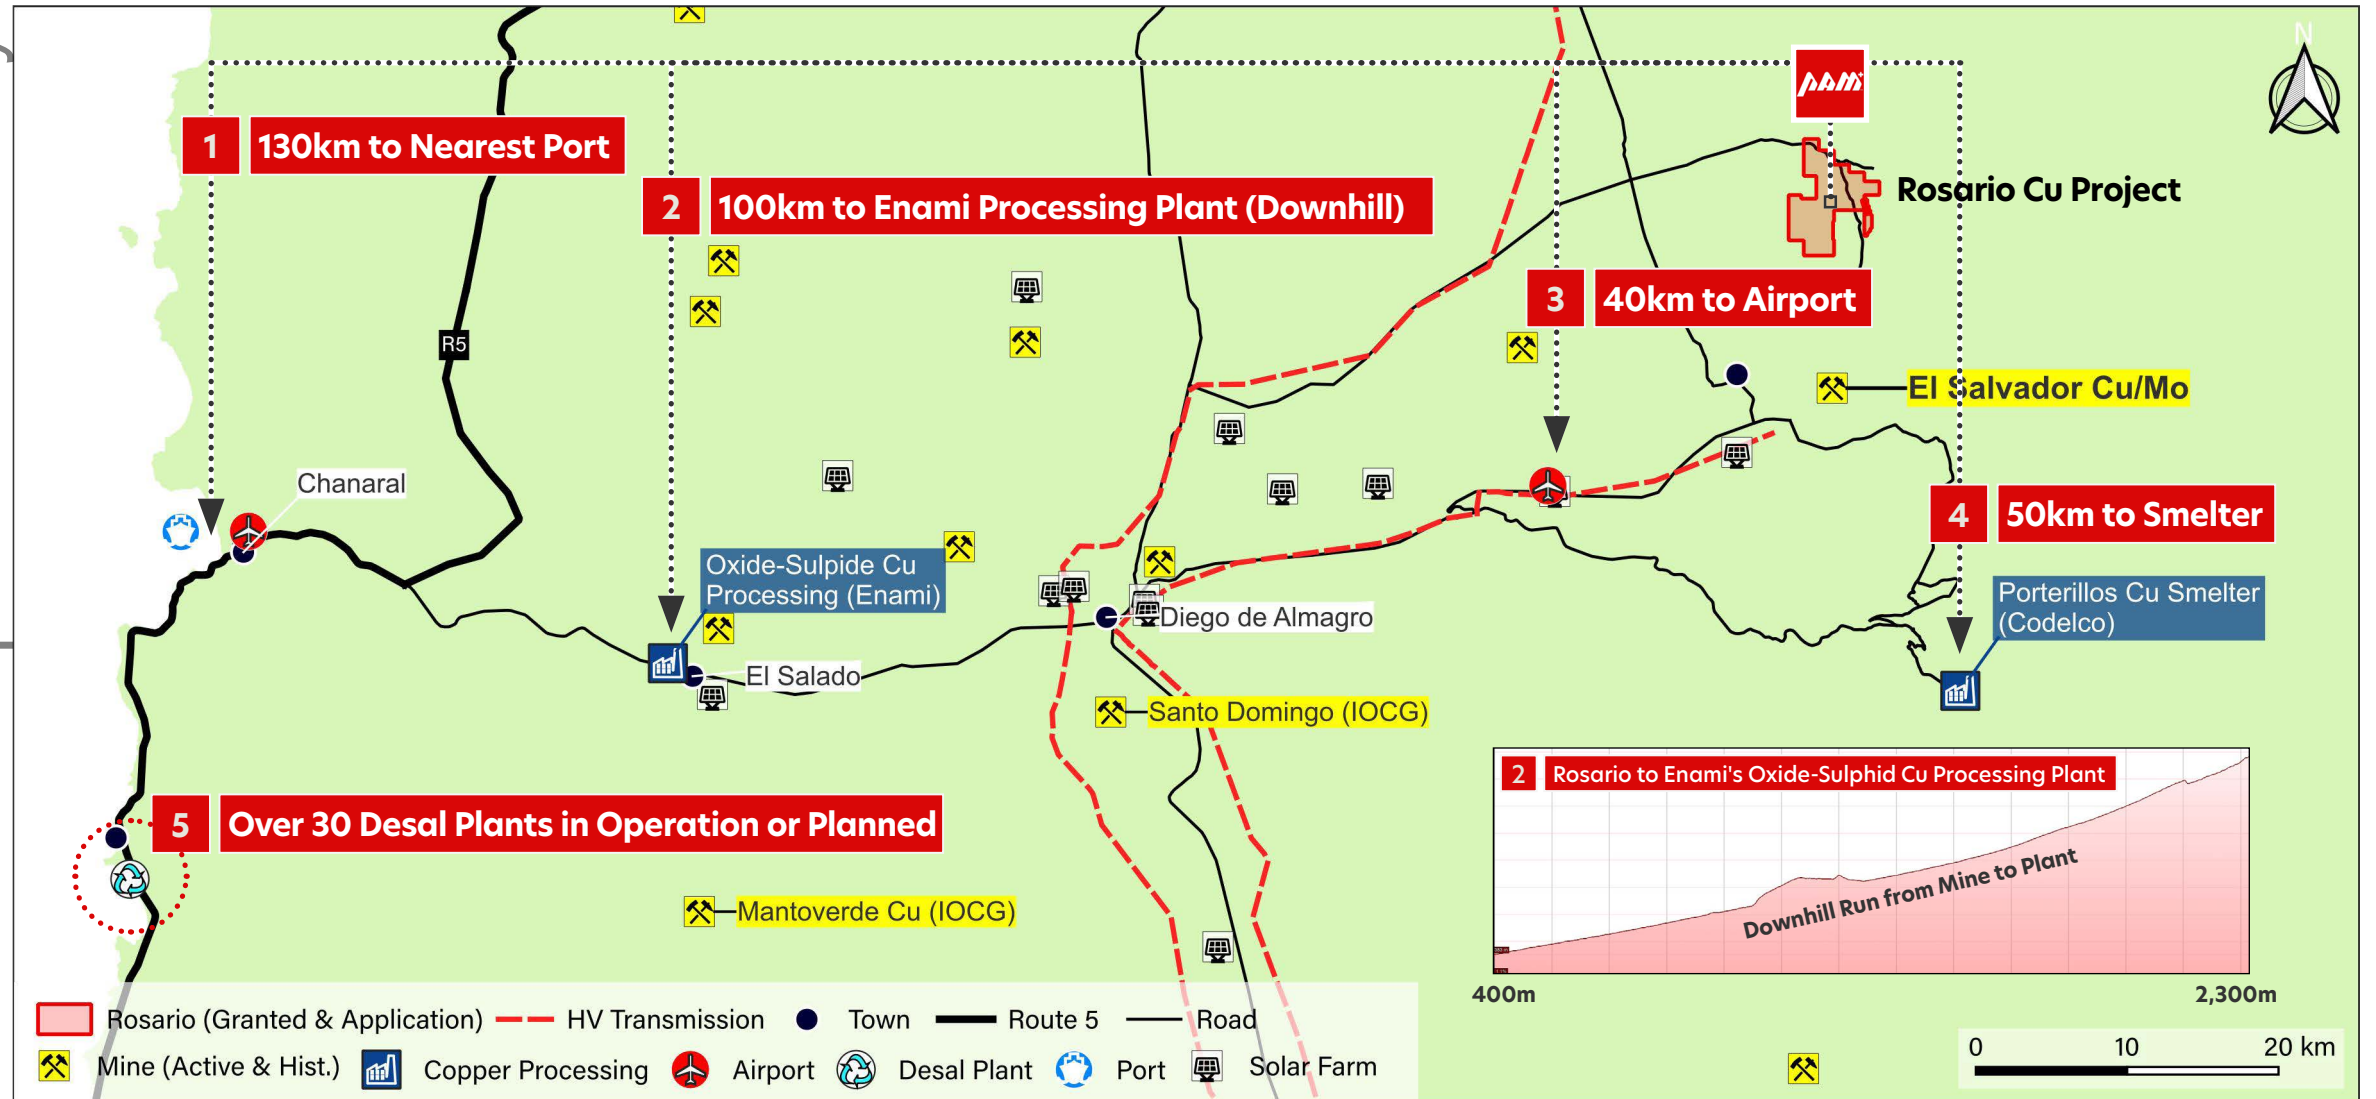 N
PAM
1 130km to Nearest Port
2 100km to Enami Processing Plant (Downhill)
Rosario Cu Project
3 40km to Airport
R5
El Salvador Cu/Mo
Chanaral
4 50km to Smelter
Oxide-Sulpide Cu
Processing (Enami)
Porterillos Cu Smelter
(Codelco)
Diego de Almagro
El Salado
Santo Domingo (IOCG)
2 Rosario to Enami's Oxide-Sulphid Cu Processing Plant
Downhill Run from Mine to Plant
400m 2,300m
5 Over 30 Desal Plants in Operation or Planned
Mantoverde Cu (IOCG)
Rosario (Granted & Application) HV Transmission Town Route 5 Road
Mine (Active & Hist.) Copper Processing Airport Desal Plant Port Solar Farm
0 10 20 km